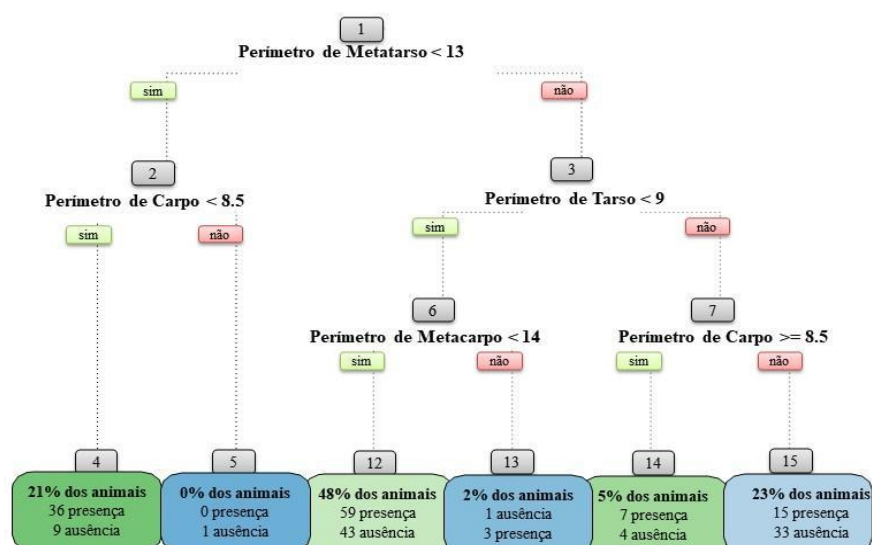 1
Perímetro de Metatarso < 13
sim
não
2
Perímetro de Carpo < 8.5
3
Perímetro de Tarso < 9
sim
não
sim
não
6
Perímetro de Metacarpo < 14
7
Perímetro de Carpo >= 8.5
sim
não
sim
não
4
21% dos animais
36 presença
9 ausência
5
0% dos animais
0 presença
1 ausência
12
48% dos animais
59 presença
43 ausência
13
2% dos animais
1 ausência
3 presença
14
5% dos animais
7 presença
4 ausência
15
23% dos animais
15 presença
33 ausência